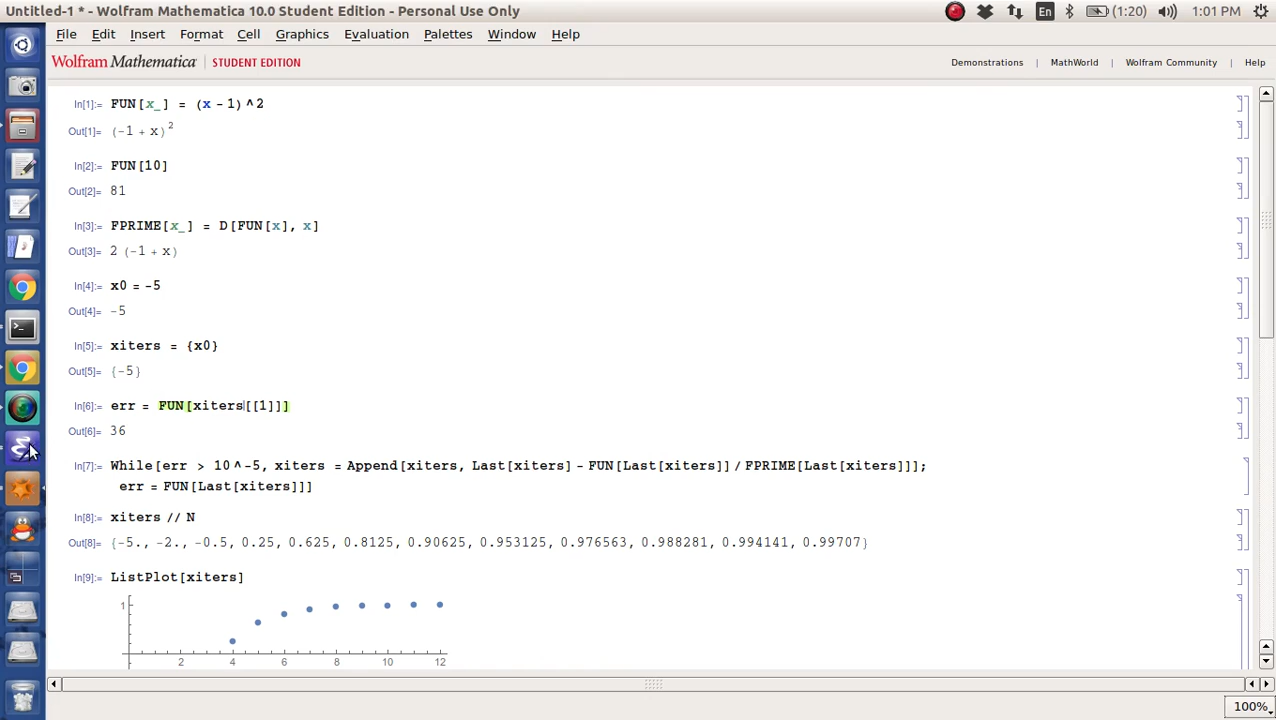 Untitled-1 * - Wolfram Mathematica 10.0 Student Edition - Personal Use Only En (1:20) 1:01 PM
File Edit Insert Format Cell Graphics Evaluation Palettes Window Help
Wolfram Mathematica | STUDENT EDITION Demonstrations | MathWorld | Wolfram Community | Help
In[1]:= FUN[x_] = (x - 1)^2
Out[1]= (-1 + x)²
In[2]:= FUN[10]
Out[2]= 81
In[3]:= FPRIME[x_] = D[FUN[x], x]
Out[3]= 2 (-1 + x)
In[4]:= x0 = -5
Out[4]= -5
In[5]:= xiters = {x0}
Out[5]= {-5}
In[6]:= err = FUN[xiters[[1]]]
Out[6]= 36
In[7]:= While[err > 10^-5, xiters = Append[xiters, Last[xiters] - FUN[Last[xiters]] / FPRIME[Last[xiters]]];
err = FUN[Last[xiters]]]
In[8]:= xiters // N
Out[8]= {-5., -2., -0.5, 0.25, 0.625, 0.8125, 0.90625, 0.953125, 0.976563, 0.988281, 0.994141, 0.99707}
In[9]:= ListPlot[xiters]
1
2 4 6 8 10 12
100%